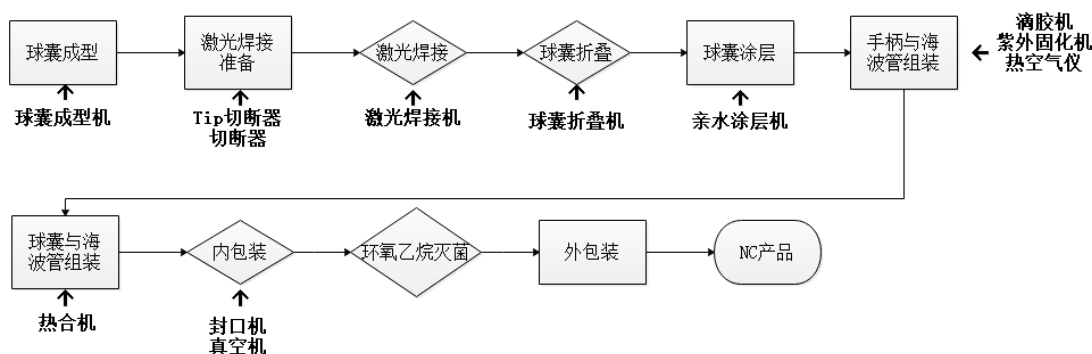 球囊成型
激光焊接
准备
激光焊接
球囊折叠
球囊涂层
手柄与海
波管组装
滴胶机
紫外固化机
热空气仪
球囊成型机
Tip切断器
切断器
激光焊接机
球囊折叠机
亲水涂层机
球囊与海
波管组装
内包装
环氧乙烷灭菌
外包装
NC产品
热合机
封口机
真空机